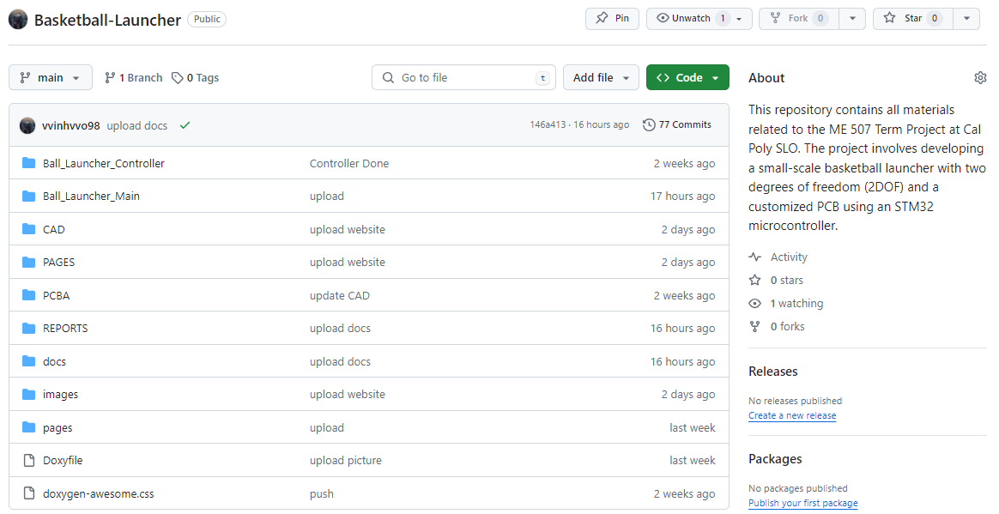 Basketball-Launcher Public Pin Unwatch 1 Fork 0 Star 0
main 1 Branch 0 Tags Go to file t Add file Code
vvinhvvo98 upload docs 146a413 · 16 hours ago 77 Commits
Ball_Launcher_Controller Controller Done 2 weeks ago
Ball_Launcher_Main upload 17 hours ago
CAD upload website 2 days ago
PAGES upload website 2 days ago
PCBA update CAD 2 weeks ago
REPORTS upload docs 16 hours ago
docs upload docs 16 hours ago
images upload website 2 days ago
pages upload last week
Doxyfile upload picture last week
doxygen-awesome.css push 2 weeks ago
About
This repository contains all materials
related to the ME 507 Term Project at Cal
Poly SLO. The project involves developing
a small-scale basketball launcher with two
degrees of freedom (2DOF) and a
customized PCB using an STM32
microcontroller.
Activity
0 stars
1 watching
0 forks
Releases
No releases published
Create a new release
Packages
No packages published
Publish your first package